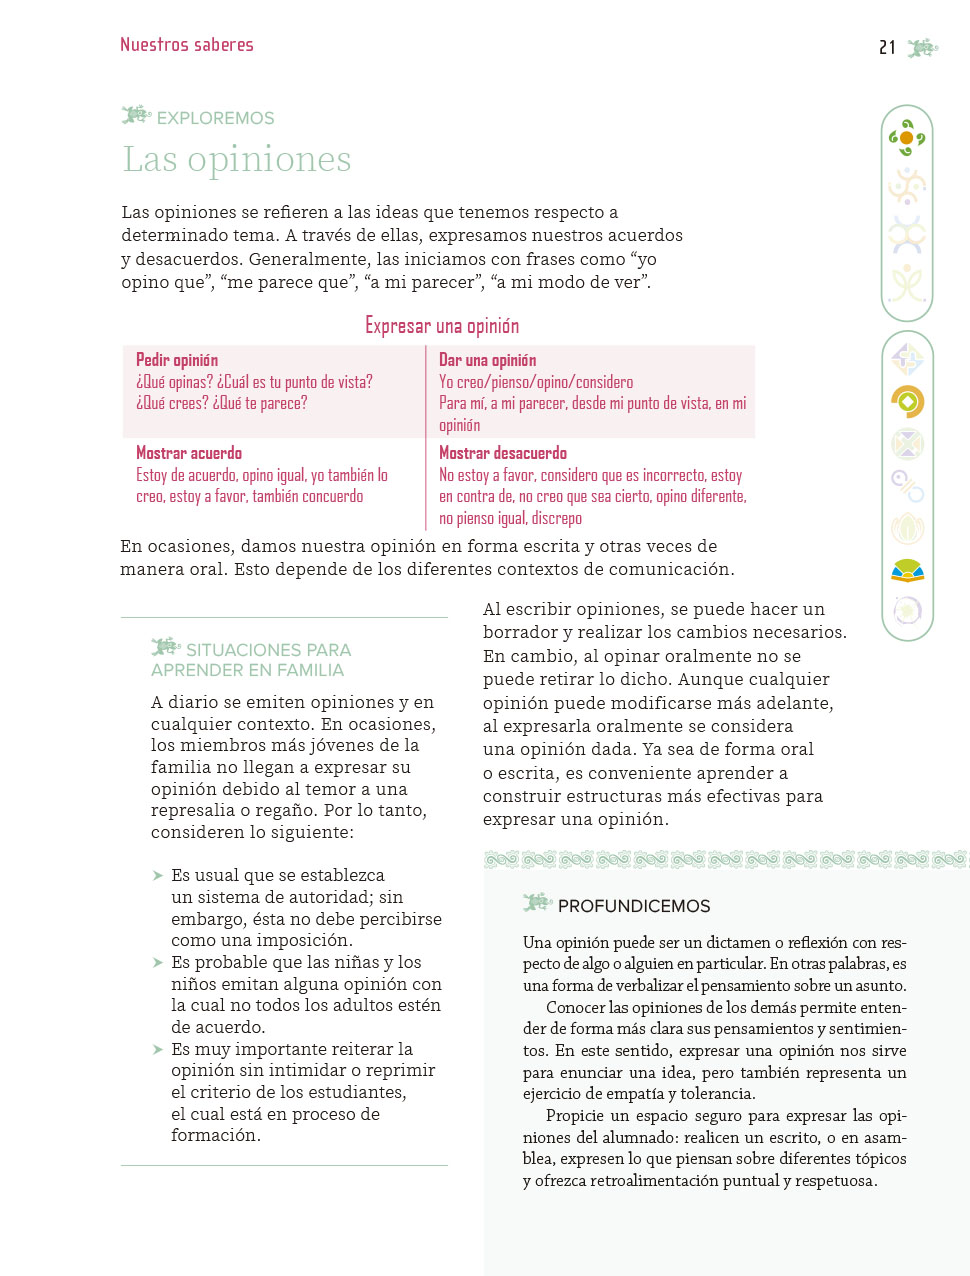 Nuestros saberes
21
EXPLOREMOS
Las opiniones
Las opiniones se refieren a las ideas que tenemos respecto a
determinado tema. A través de ellas, expresamos nuestros acuerdos
y desacuerdos. Generalmente, las iniciamos con frases como “yo
opino que”, “me parece que”, “a mi parecer”, “a mi modo de ver”.
Expresar una opinión
Pedir opinión
¿Qué opinas? ¿Cuál es tu punto de vista?
¿Qué crees? ¿Qué te parece?
Dar una opinión
Yo creo/pienso/opino/considero
Para mí, a mi parecer, desde mi punto de vista, en mi
opinión
Mostrar acuerdo
Estoy de acuerdo, opino igual, yo también lo
creo, estoy a favor, también concuerdo
Mostrar desacuerdo
No estoy a favor, considero que es incorrecto, estoy
en contra de, no creo que sea cierto, opino diferente,
no pienso igual, discrepo
En ocasiones, damos nuestra opinión en forma escrita y otras veces de
manera oral. Esto depende de los diferentes contextos de comunicación.
SITUACIONES PARA
APRENDER EN FAMILIA
A diario se emiten opiniones y en
cualquier contexto. En ocasiones,
los miembros más jóvenes de la
familia no llegan a expresar su
opinión debido al temor a una
represalia o regaño. Por lo tanto,
consideren lo siguiente:
➤ Es usual que se establezca
un sistema de autoridad; sin
embargo, ésta no debe percibirse
como una imposición.
➤ Es probable que las niñas y los
niños emitan alguna opinión con
la cual no todos los adultos estén
de acuerdo.
➤ Es muy importante reiterar la
opinión sin intimidar o reprimir
el criterio de los estudiantes,
el cual está en proceso de
formación.
Al escribir opiniones, se puede hacer un
borrador y realizar los cambios necesarios.
En cambio, al opinar oralmente no se
puede retirar lo dicho. Aunque cualquier
opinión puede modificarse más adelante,
al expresarla oralmente se considera
una opinión dada. Ya sea de forma oral
o escrita, es conveniente aprender a
construir estructuras más efectivas para
expresar una opinión.
PROFUNDICEMOS
Una opinión puede ser un dictamen o reflexión con res-
pecto de algo o alguien en particular. En otras palabras, es
una forma de verbalizar el pensamiento sobre un asunto.
Conocer las opiniones de los demás permite enten-
der de forma más clara sus pensamientos y sentimien-
tos. En este sentido, expresar una opinión nos sirve
para enunciar una idea, pero también representa un
ejercicio de empatía y tolerancia.
Propicie un espacio seguro para expresar las opi-
niones del alumnado: realicen un escrito, o en asam-
blea, expresen lo que piensan sobre diferentes tópicos
y ofrezca retroalimentación puntual y respetuosa.